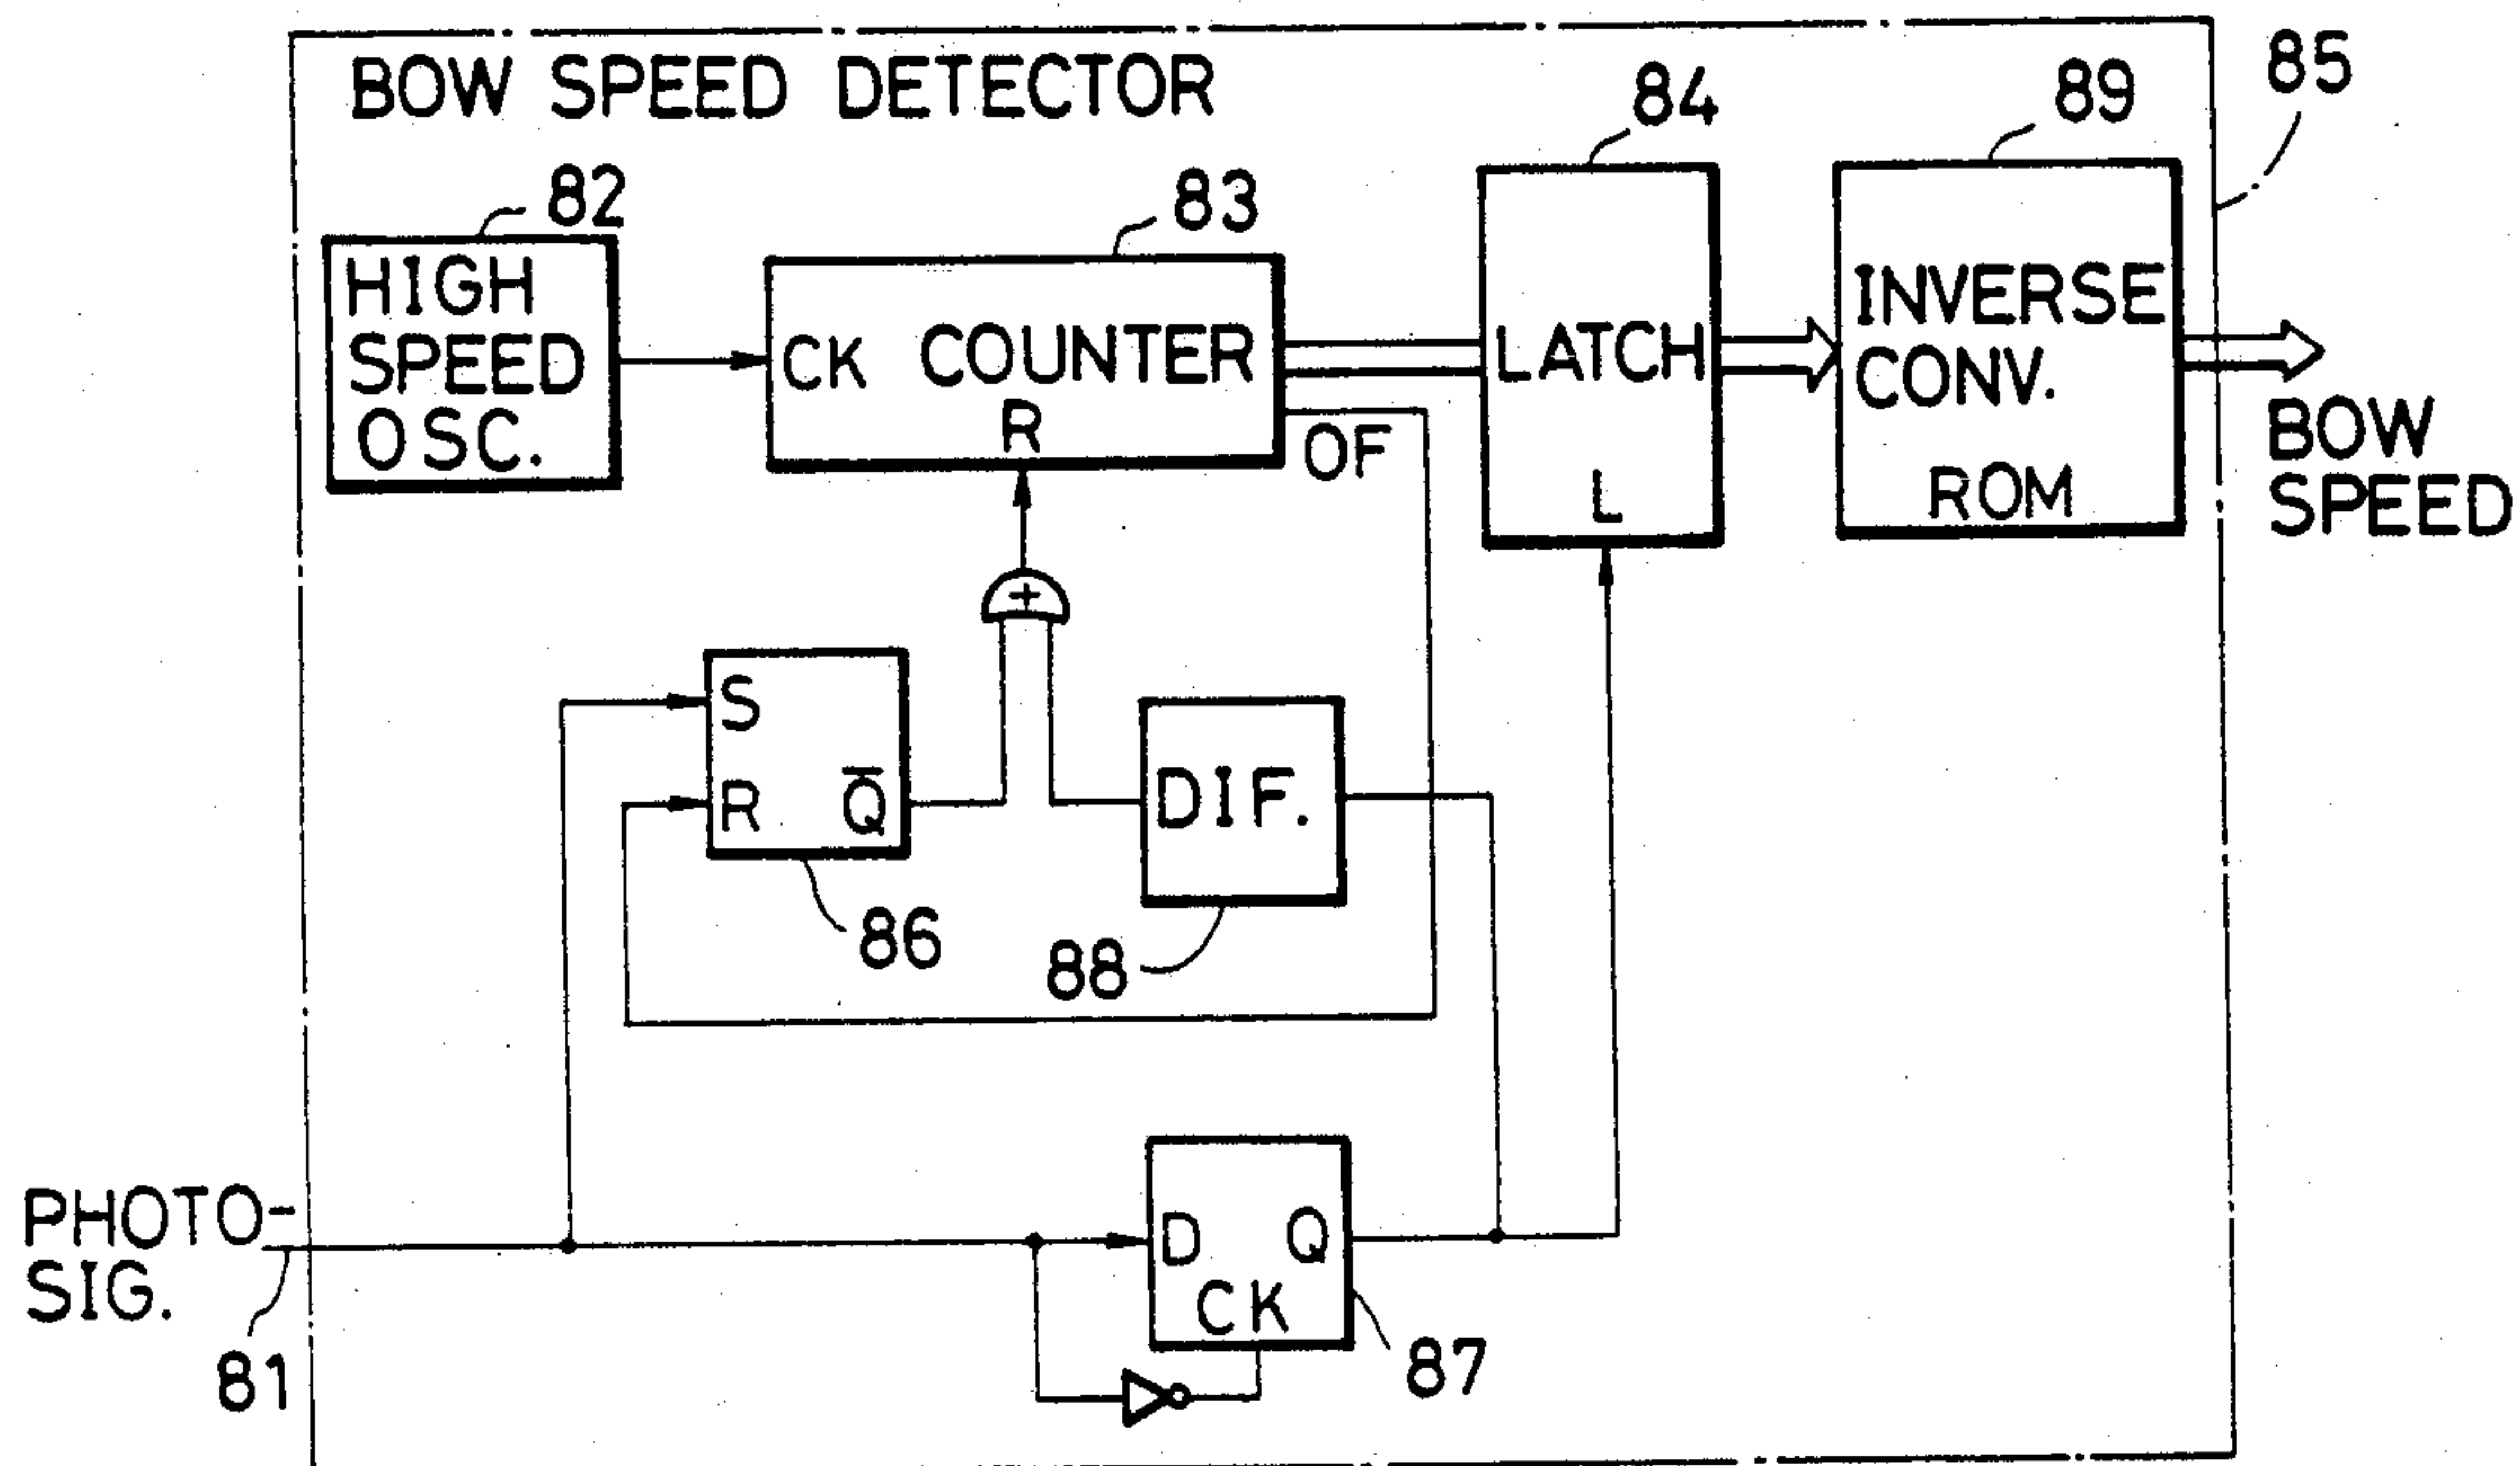 BOW SPEED DETECTOR
85
84
89
82
83
HIGH
SPEED
OSC.
CK COUNTER
R
OF
LATCH
L
INVERSE
CONV.
ROM
BOW
SPEED
+
S
R Q̅
DIF.
86
88
PHOTO-
SIG.
81
D Q
CK
87